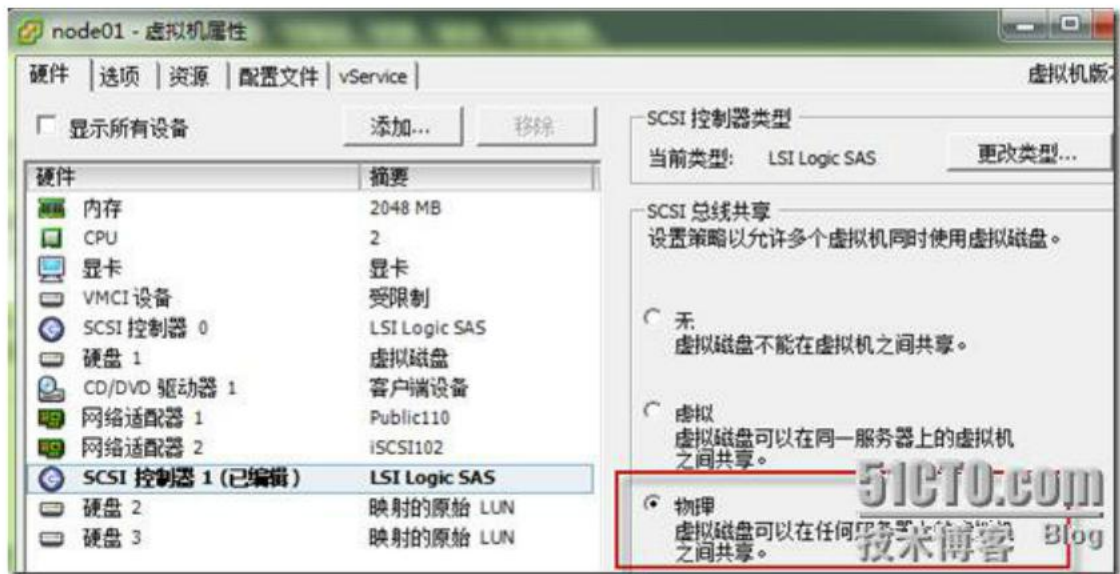 node01 - 虚拟机属性
硬件 选项 资源 配置文件 vService 虚拟机版
显示所有设备 添加... 移除
硬件 摘要
内存 2048 MB
CPU 2
显卡 显卡
VMCI 设备 受限制
SCSI 控制器 0 LSI Logic SAS
硬盘 1 虚拟磁盘
CD/DVD 驱动器 1 客户端设备
网络适配器 1 Public110
网络适配器 2 iSCSI102
SCSI 控制器 1 (已编辑) LSI Logic SAS
硬盘 2 映射的原始 LUN
硬盘 3 映射的原始 LUN
SCSI 控制器类型
当前类型: LSI Logic SAS 更改类型...
SCSI 总线共享
设置策略以允许多个虚拟机同时使用虚拟磁盘。
无
虚拟磁盘不能在虚拟机之间共享。
虚拟
虚拟磁盘可以在同一服务器上的虚拟机
之间共享。
物理
虚拟磁盘可以在任何服务器上的虚拟机
之间共享。
51CTO.com
技术博客 Blog